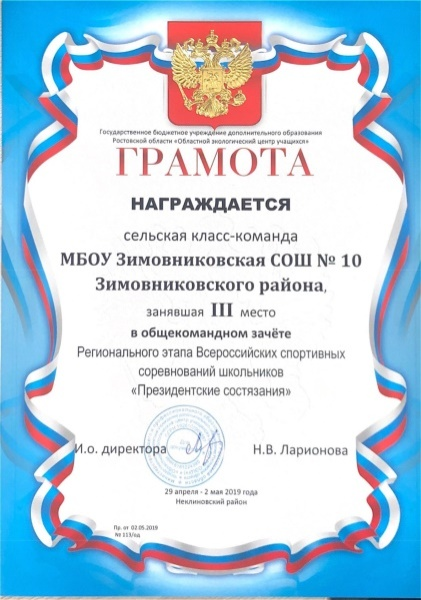 Государственное бюджетное учреждение дополнительного образования
Ростовской области «Областной экологический центр учащихся»
ГРАМОТА
НАГРАЖДАЕТСЯ
сельская класс-команда
МБОУ Зимовниковская СОШ № 10
Зимовниковского района,
занявшая III место
в общекомандном зачёте
Регионального этапа Всероссийских спортивных
соревнований школьников
«Президентские состязания»
И.о. директора Н.В. Ларионова
29 апреля - 2 мая 2019 года
Неклиновский район
Пр. от 02.05.2019
№ 213/од